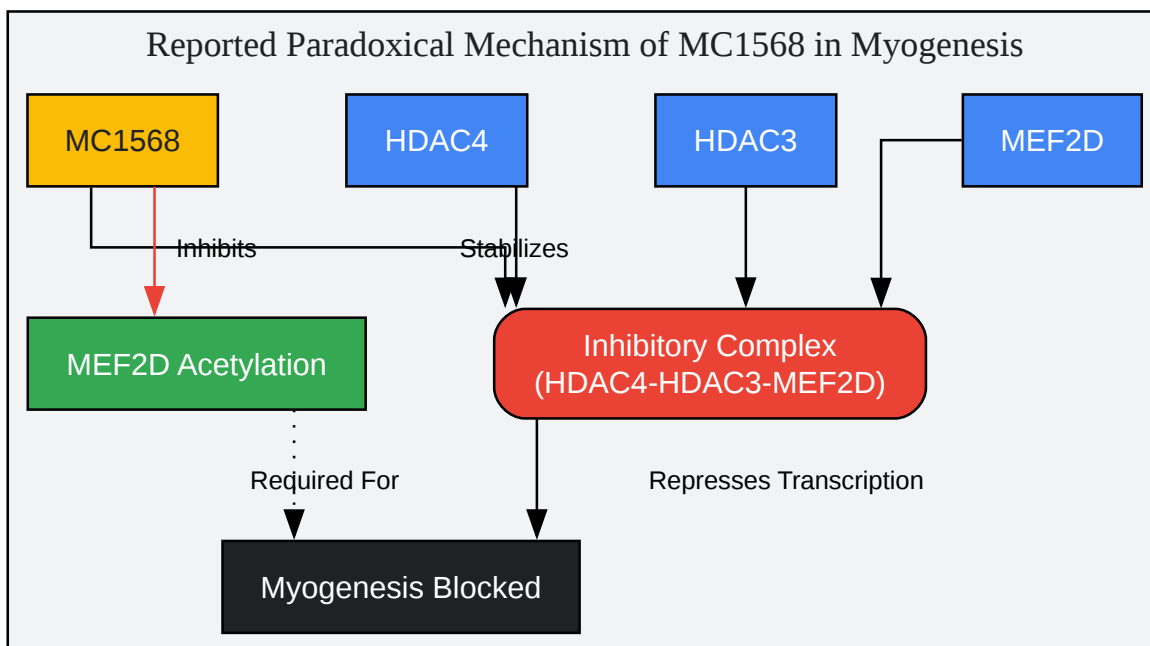 Reported Paradoxical Mechanism of MC1568 in Myogenesis
MC1568
HDAC4
HDAC3
MEF2D
Inhibits
Stabilizes
MEF2D Acetylation
Inhibitory Complex
(HDAC4-HDAC3-MEF2D)
Required For
Represses Transcription
Myogenesis Blocked